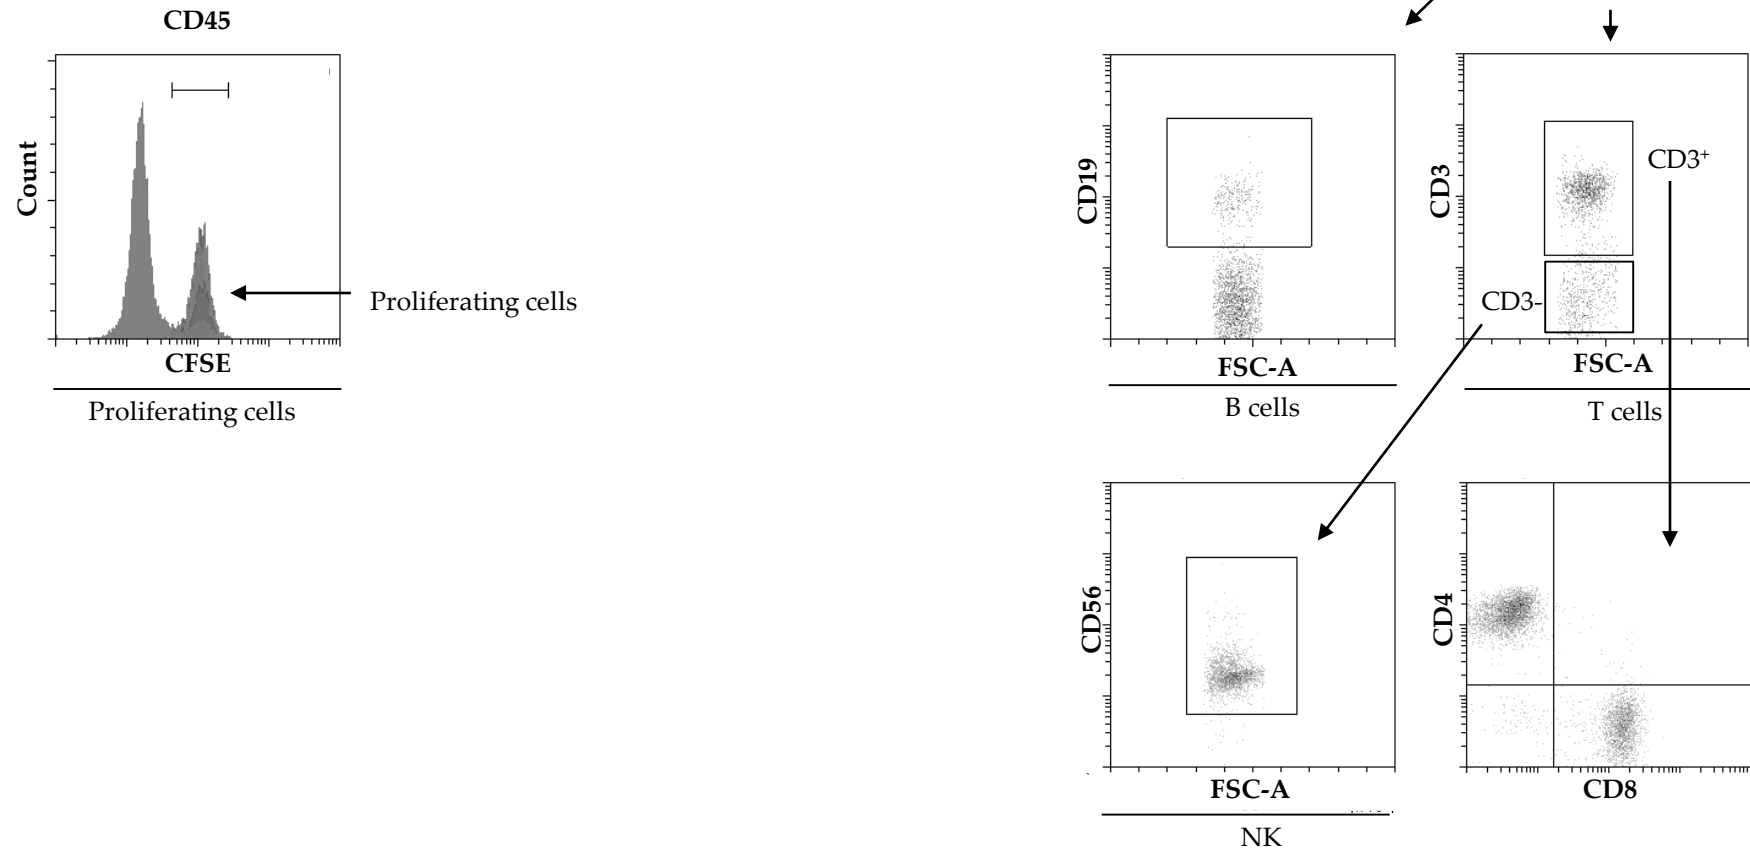 CD45
Count
CFSE
Proliferating cells
Proliferating cells
CD19
FSC-A
B cells
CD3
CD3⁺
CD3-
FSC-A
T cells
CD56
FSC-A
NK
CD4
CD8